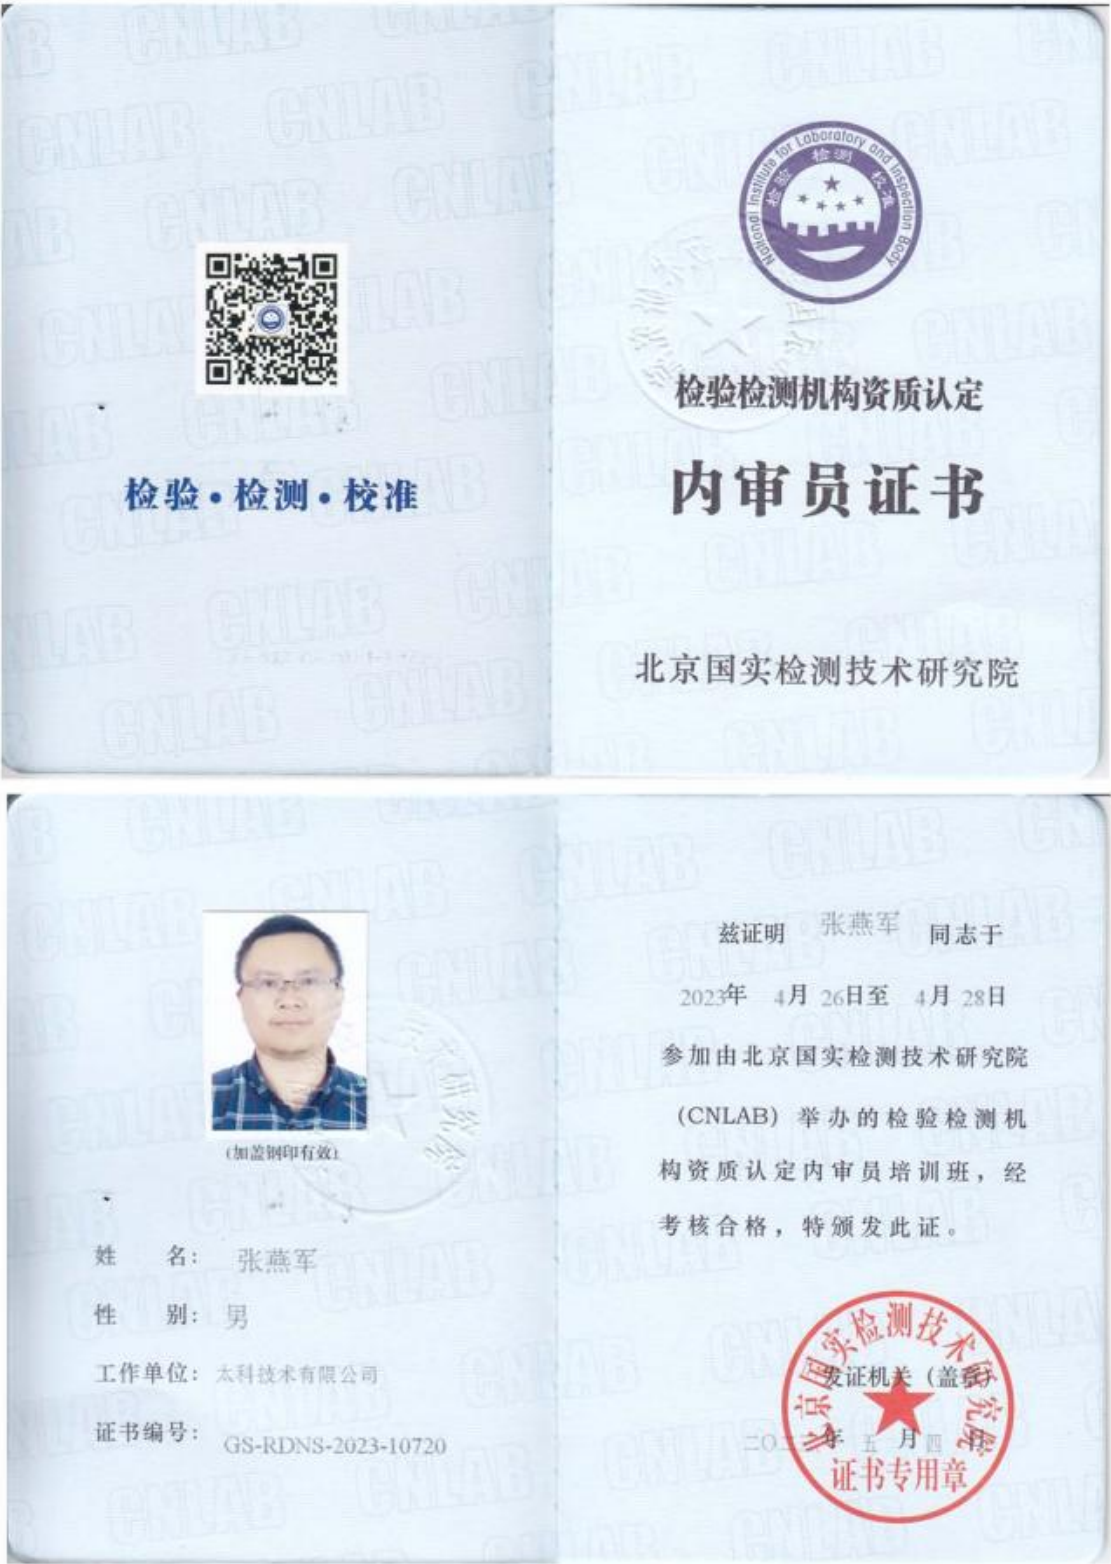 检验·检测·校准
National Institute for Laboratory and Inspection Body
检验 检测 校准
检验检测机构资质认定
内审员证书
北京国实检测技术研究院
(加盖钢印有效)
姓 名: 张燕军
性 别: 男
工作单位: 太科技术有限公司
证书编号: GS-RDNS-2023-10720
兹证明 张燕军 同志于
2023年 4月 26日至 4月 28日
参加由北京国实检测技术研究院
(CNLAB) 举办的检验检测机
构资质认定内审员培训班，经
考核合格，特颁发此证。
北京国实检测技术研究院
发证机关 (盖章)
年 五 月 四 日
证书专用章
CNLAB